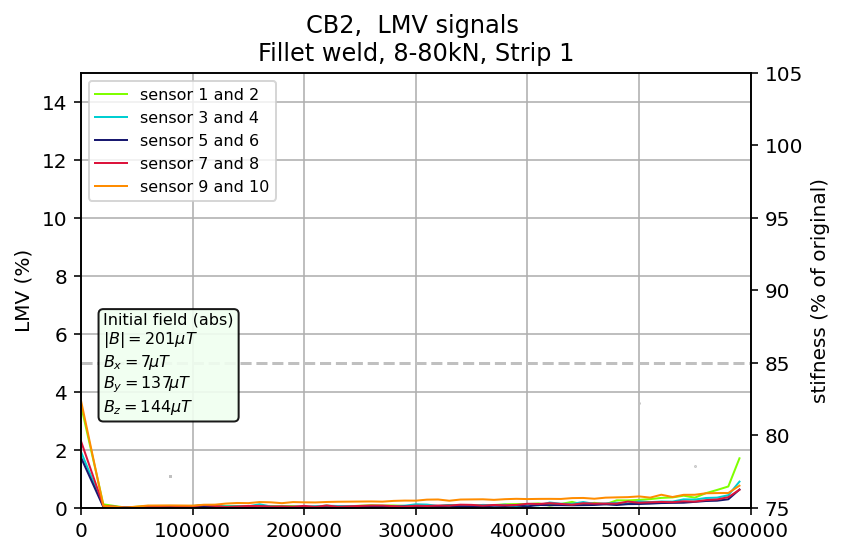 CB2,  LMV signals
Fillet weld, 8-80kN, Strip 1
sensor 1 and 2
sensor 3 and 4
sensor 5 and 6
sensor 7 and 8
sensor 9 and 10
Initial field (abs)
|B| = 201μT
Bx = 7μT
By = 137μT
Bz = 144μT
LMV (%)
14
12
10
8
6
4
2
0
stifness (% of original)
105
100
95
90
85
80
75
0 100000 200000 300000 400000 500000 600000